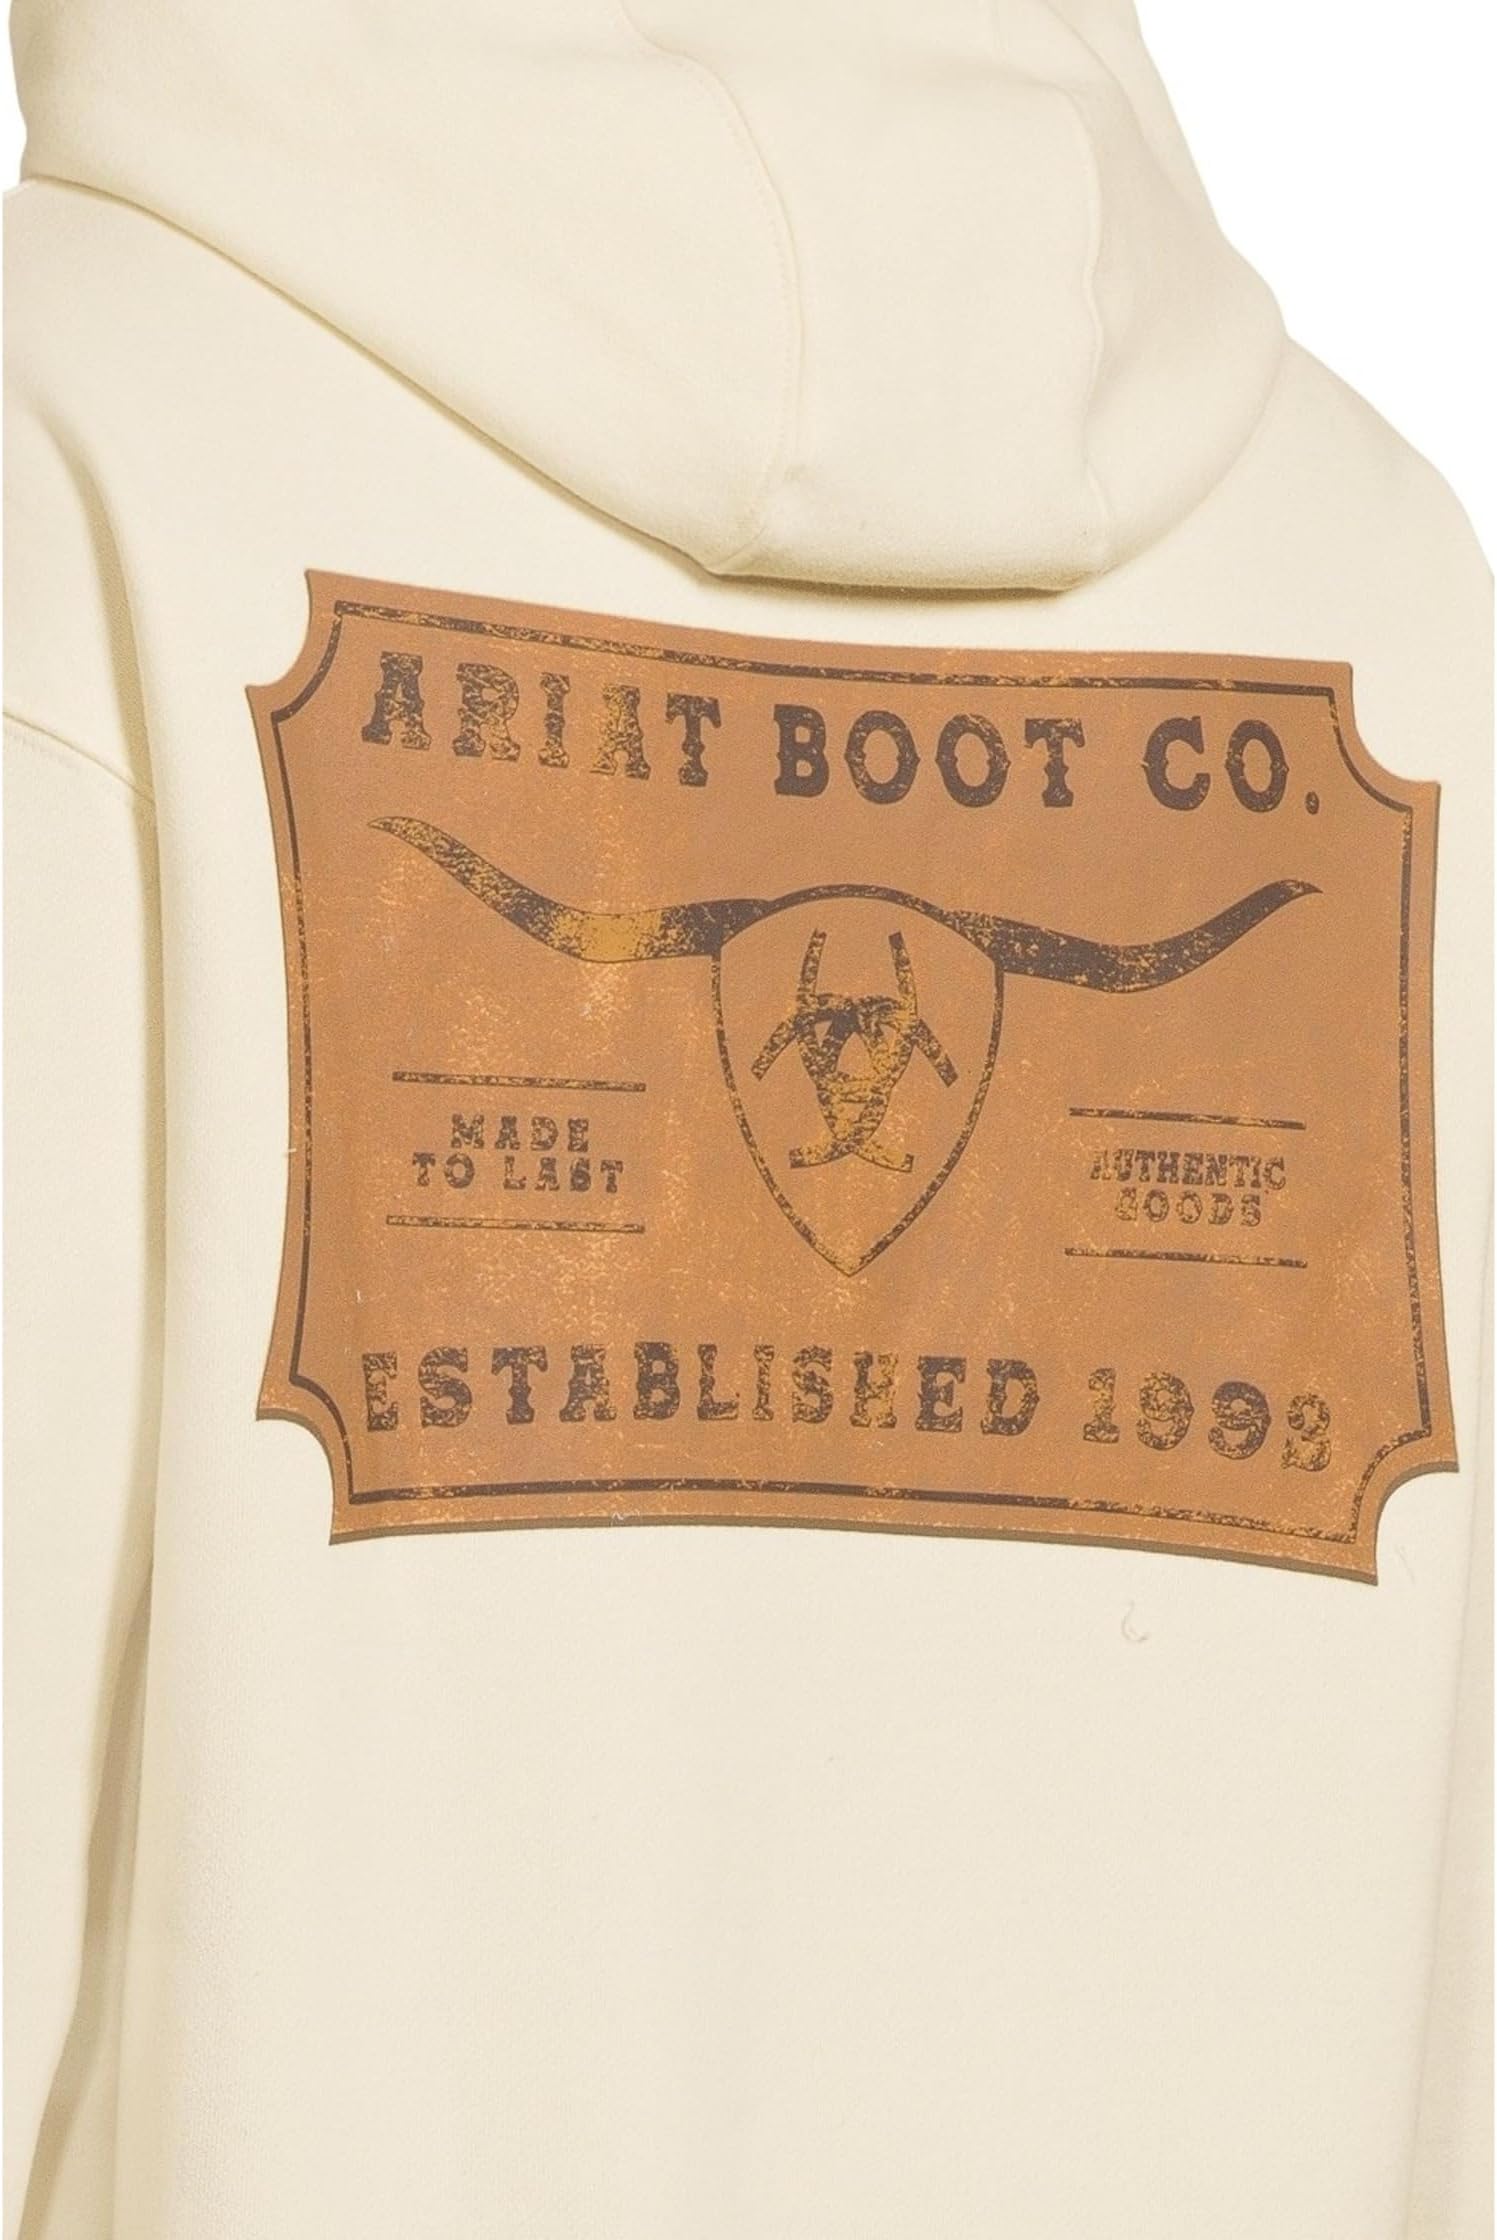 ARIAT BOOT CO.
MADE
TO LAST
AUTHENTIC
GOODS
ESTABLISHED 1993